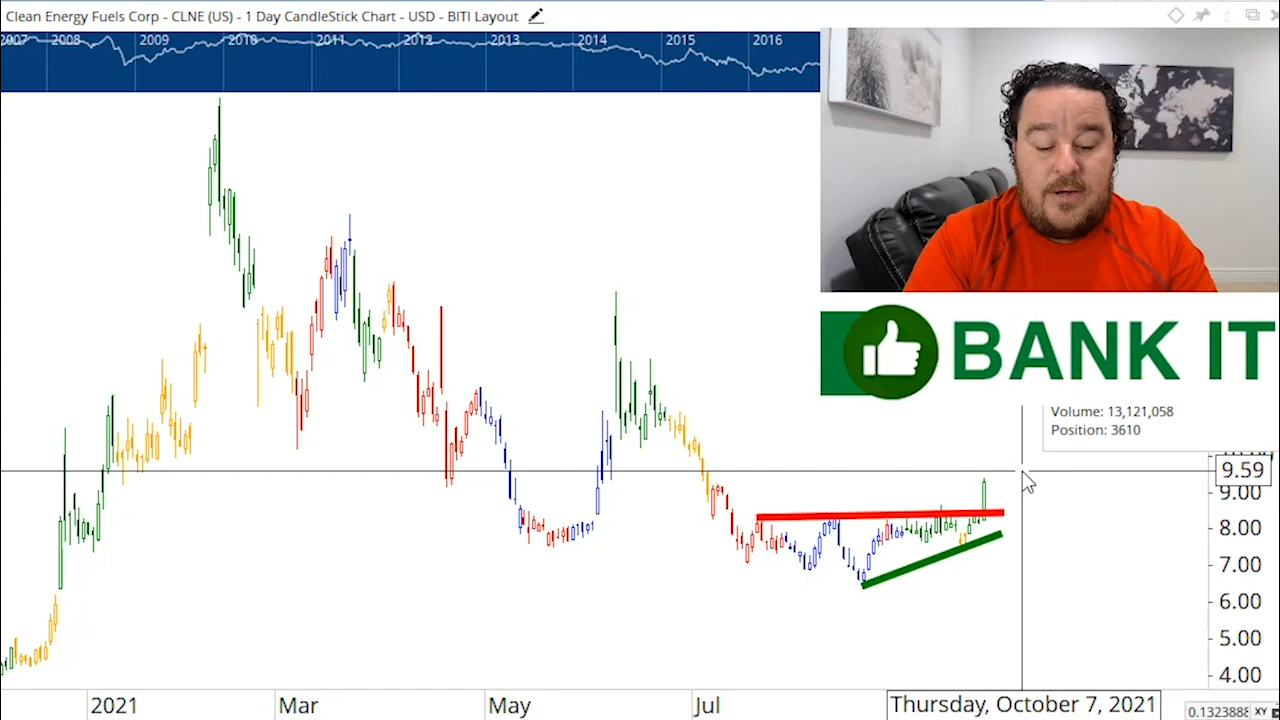 Clean Energy Fuels Corp - CLNE (US) - 1 Day CandleStick Chart - USD - BITI Layout
2007 2008 2009 2010 2011 2012 2013 2014 2015 2016
BANK IT
Volume: 13,121,058
Position: 3610
9.59
9.00
8.00
7.00
6.00
5.00
4.00
2021 Mar May Jul Thursday, October 7, 2021
0.1323888 XY